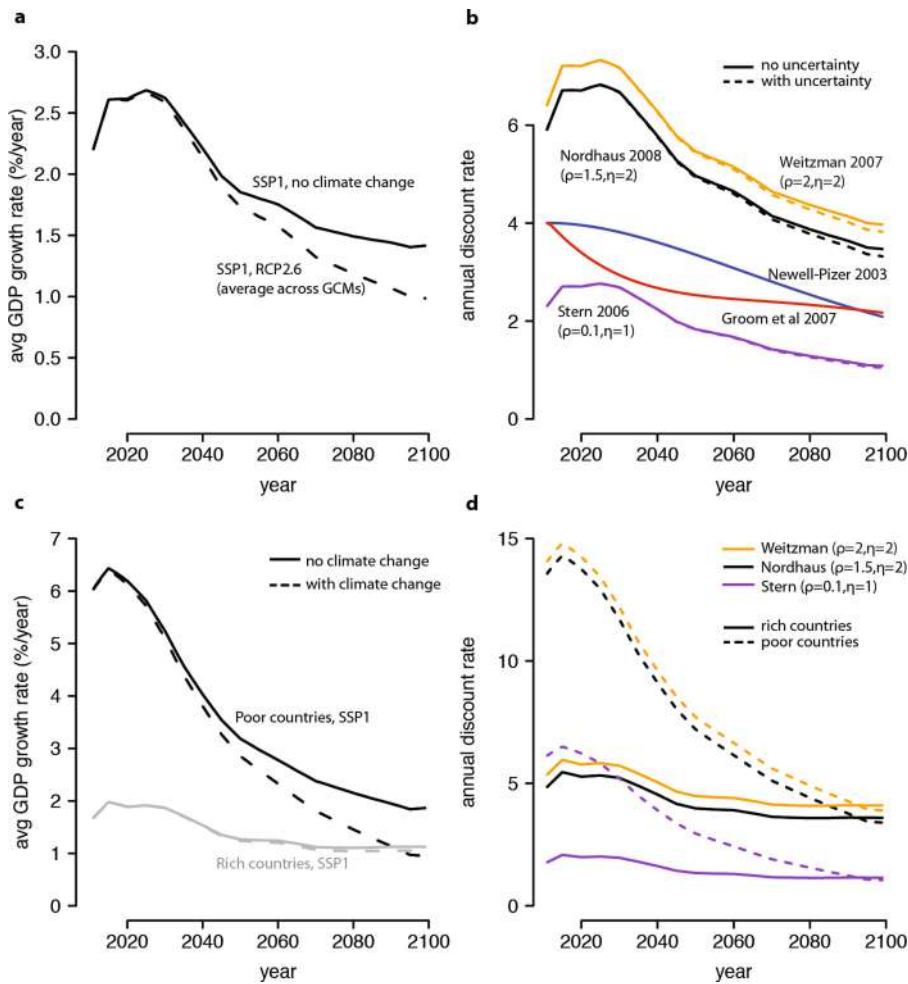 a
avg GDP growth rate (%/year)
3.0
2.5
2.0
1.5
1.0
0.5
0.0
SSP1, no climate change
SSP1, RCP2.6
(average across GCMs)
2020 2040 2060 2080 2100
year
b
annual discount rate
6
4
2
0
no uncertainty
with uncertainty
Nordhaus 2008
(ρ=1.5,η=2)
Weitzman 2007
(ρ=2,η=2)
Newell-Pizer 2003
Groom et al 2007
Stern 2006
(ρ=0.1,η=1)
2020 2040 2060 2080 2100
year
c
avg GDP growth rate (%/year)
7
6
5
4
3
2
1
0
no climate change
with climate change
Poor countries, SSP1
Rich countries, SSP1
2020 2040 2060 2080 2100
year
d
annual discount rate
15
10
5
0
Weitzman (ρ=2,η=2)
Nordhaus (ρ=1.5,η=2)
Stern (ρ=0.1,η=1)
rich countries
poor countries
2020 2040 2060 2080 2100
year